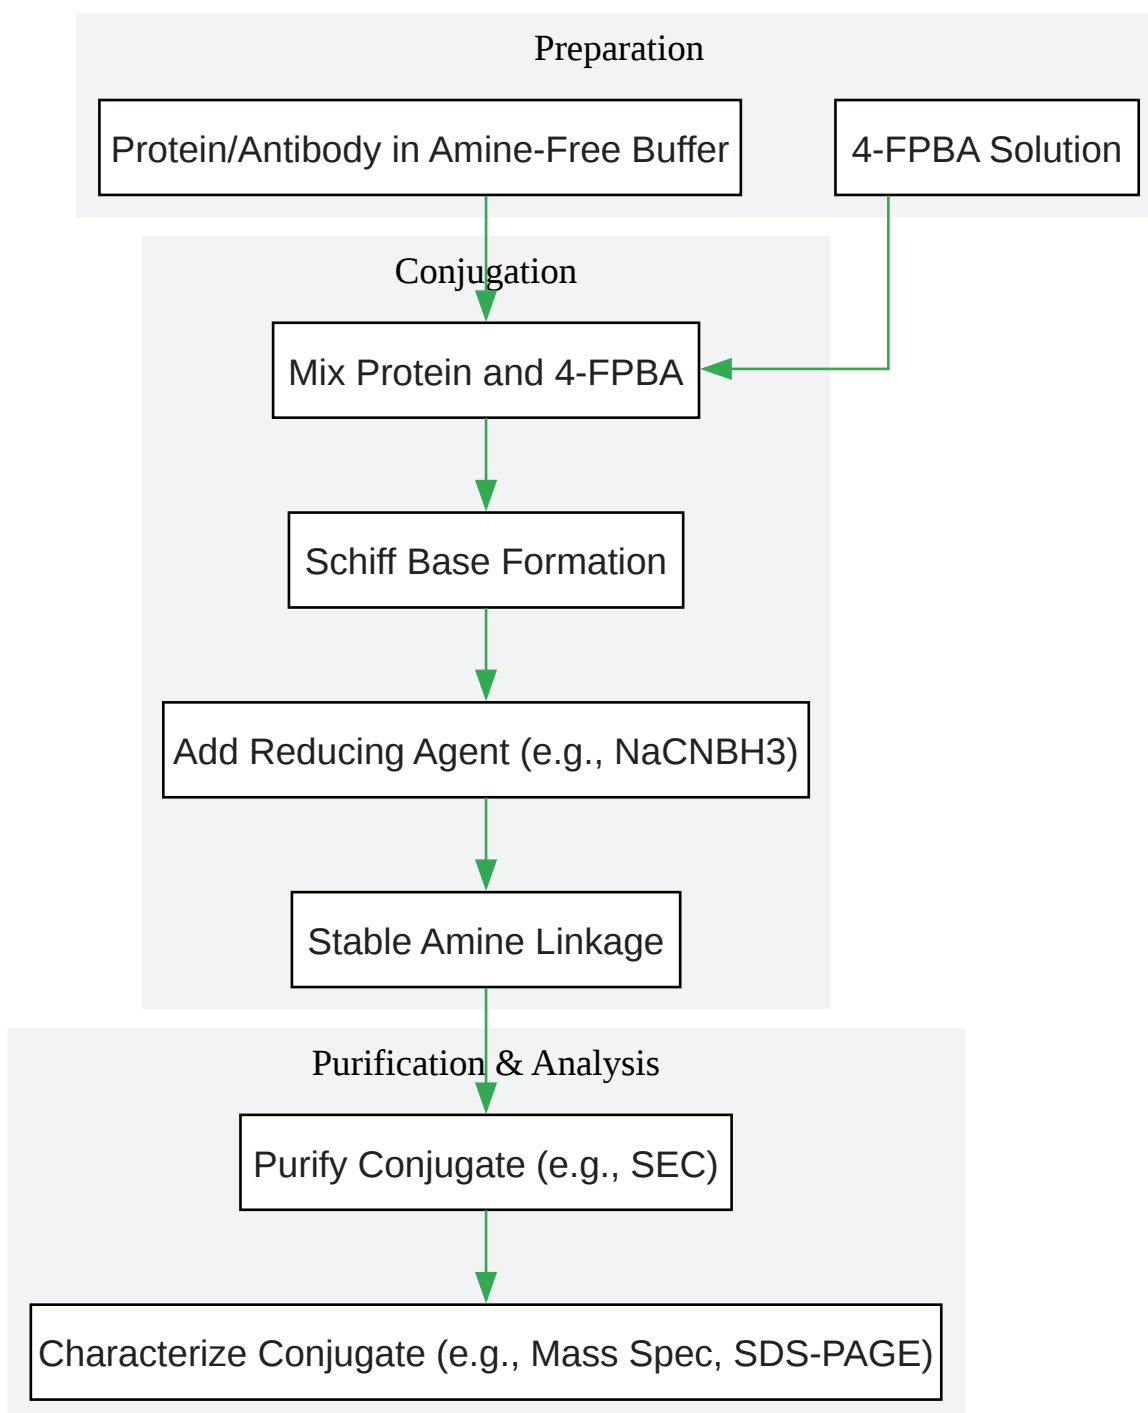 Preparation
Protein/Antibody in Amine-Free Buffer
4-FPBA Solution
Conjugation
Mix Protein and 4-FPBA
Schiff Base Formation
Add Reducing Agent (e.g., NaCNBH3)
Stable Amine Linkage
Purification & Analysis
Purify Conjugate (e.g., SEC)
Characterize Conjugate (e.g., Mass Spec, SDS-PAGE)